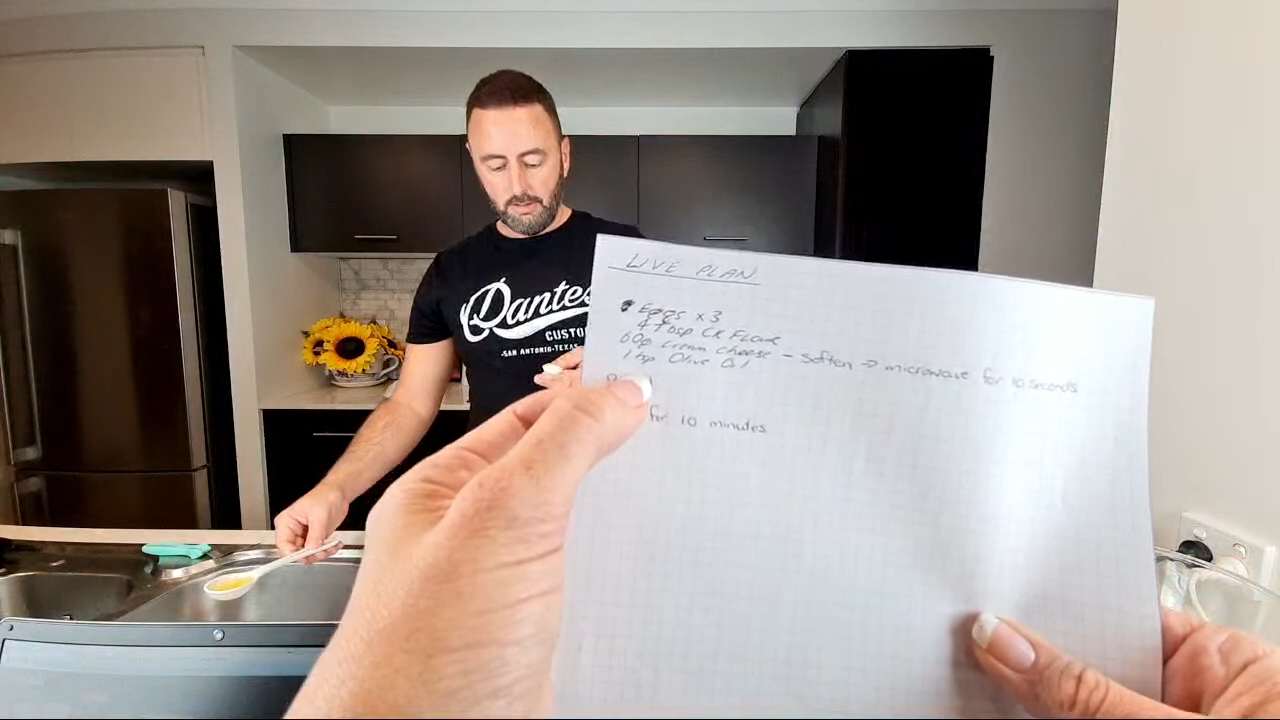 Dantes
CUSTO
SAN ANTONIO-TEXAS
LIVE PLAN
Eggs x3
4 Tbsp CK Flour
60g Cream cheese - soften → microwave for 10 seconds
1 tsp Olive Oil
for 10 minutes